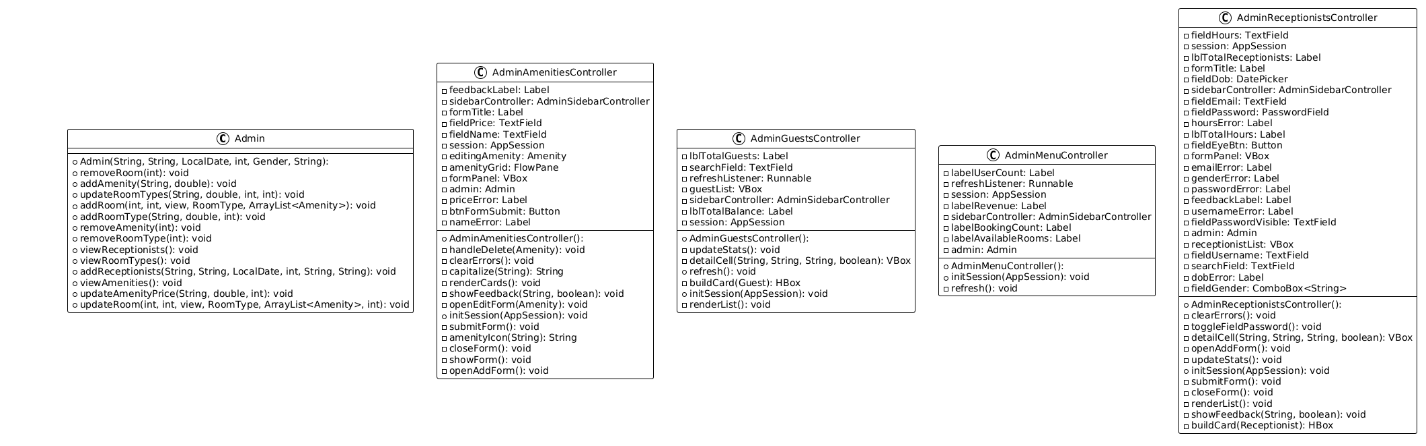 C Admin
Admin(String, String, LocalDate, int, Gender, String):
removeRoom(int): void
addAmenity(String, double): void
updateRoomTypes(String, double, int, int): void
addRoom(int, int, view, RoomType, ArrayList<Amenity>): void
addRoomType(String, double, int): void
removeAmenity(int): void
removeRoomType(int): void
viewReceptionists(): void
viewRoomTypes(): void
addReceptionists(String, String, LocalDate, int, String, String): void
viewAmenities(): void
updateAmenityPrice(String, double, int): void
updateRoom(int, int, view, RoomType, ArrayList<Amenity>, int): void
C AdminAmenitiesController
feedbackLabel: Label
sidebarController: AdminSidebarController
formTitle: Label
fieldPrice: TextField
fieldName: TextField
session: AppSession
editingAmenity: Amenity
amenityGrid: FlowPane
formPanel: VBox
admin: Admin
priceError: Label
btnFormSubmit: Button
nameError: Label
AdminAmenitiesController():
handleDelete(Amenity): void
clearErrors(): void
capitalize(String): String
renderCards(): void
showFeedback(String, boolean): void
openEditForm(Amenity): void
initSession(AppSession): void
submitForm(): void
amenityIcon(String): String
closeForm(): void
showForm(): void
openAddForm(): void
C AdminGuestsController
lblTotalGuests: Label
searchField: TextField
refreshListener: Runnable
guestList: VBox
sidebarController: AdminSidebarController
lblTotalBalance: Label
session: AppSession
AdminGuestsController():
updateStats(): void
detailCell(String, String, String, boolean): VBox
refresh(): void
buildCard(Guest): HBox
initSession(AppSession): void
renderList(): void
C AdminMenuController
labelUserCount: Label
refreshListener: Runnable
session: AppSession
labelRevenue: Label
sidebarController: AdminSidebarController
labelBookingCount: Label
labelAvailableRooms: Label
admin: Admin
AdminMenuController():
initSession(AppSession): void
refresh(): void
C AdminReceptionistsController
fieldHours: TextField
session: AppSession
lblTotalReceptionists: Label
formTitle: Label
fieldDob: DatePicker
sidebarController: AdminSidebarController
fieldEmail: TextField
fieldPassword: PasswordField
hoursError: Label
lblTotalHours: Label
fieldEyeBtn: Button
formPanel: VBox
emailError: Label
genderError: Label
passwordError: Label
feedbackLabel: Label
usernameError: Label
fieldPasswordVisible: TextField
admin: Admin
receptionistList: VBox
fieldUsername: TextField
searchField: TextField
dobError: Label
fieldGender: ComboBox<String>
AdminReceptionistsController():
clearErrors(): void
toggleFieldPassword(): void
detailCell(String, String, String, boolean): VBox
openAddForm(): void
updateStats(): void
initSession(AppSession): void
submitForm(): void
closeForm(): void
renderList(): void
showFeedback(String, boolean): void
buildCard(Receptionist): HBox